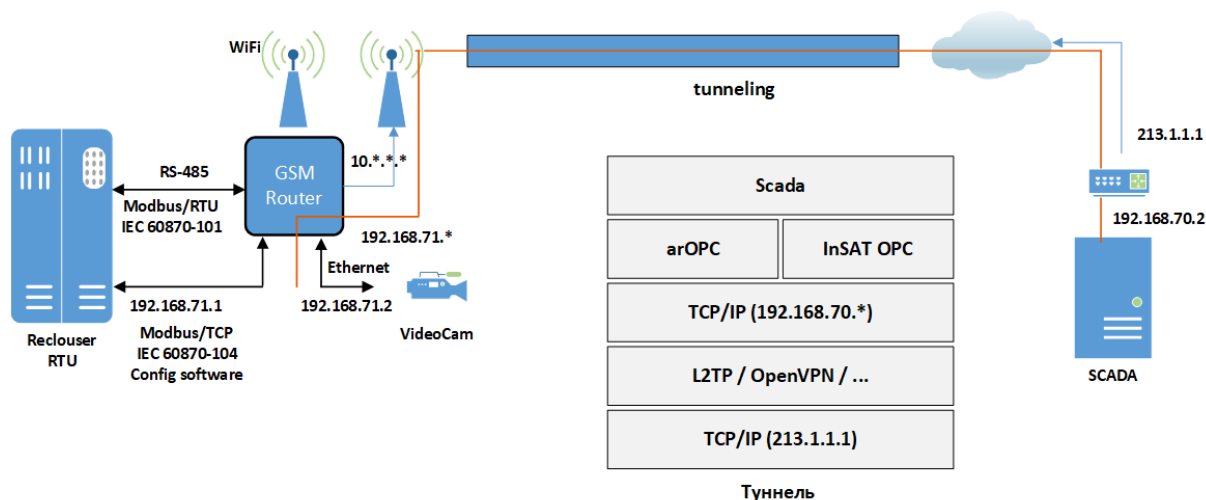 WiFi
tunneling
213.1.1.1
RS-485
Modbus/RTU
IEC 60870-101
GSM
Router
10.*.*.*
192.168.71.*
Ethernet
192.168.71.1
192.168.71.2
Modbus/TCP
IEC 60870-104
Config software
Reclouser
RTU
VideoCam
Scada
arOPC
InSAT OPC
TCP/IP (192.168.70.*)
L2TP / OpenVPN / ...
TCP/IP (213.1.1.1)
Туннель
192.168.70.2
SCADA